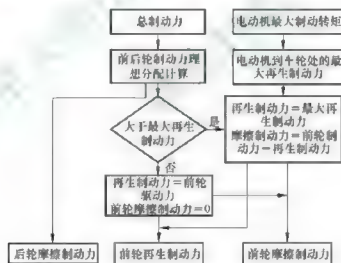 总制动力
电动机最大制动转矩
前后轮制动力理
想分配计算
电动机到车轮处的最
大再生制动力
大于最大再生
制动力
是
再生制动力=最大再
生制动力
摩擦制动力=前轮制
动力-再生制动力
否
再生制动力=前轮
驱动力
前轮摩擦制动力=0
后轮摩擦制动力
前轮再生制动力
前轮摩擦制动力